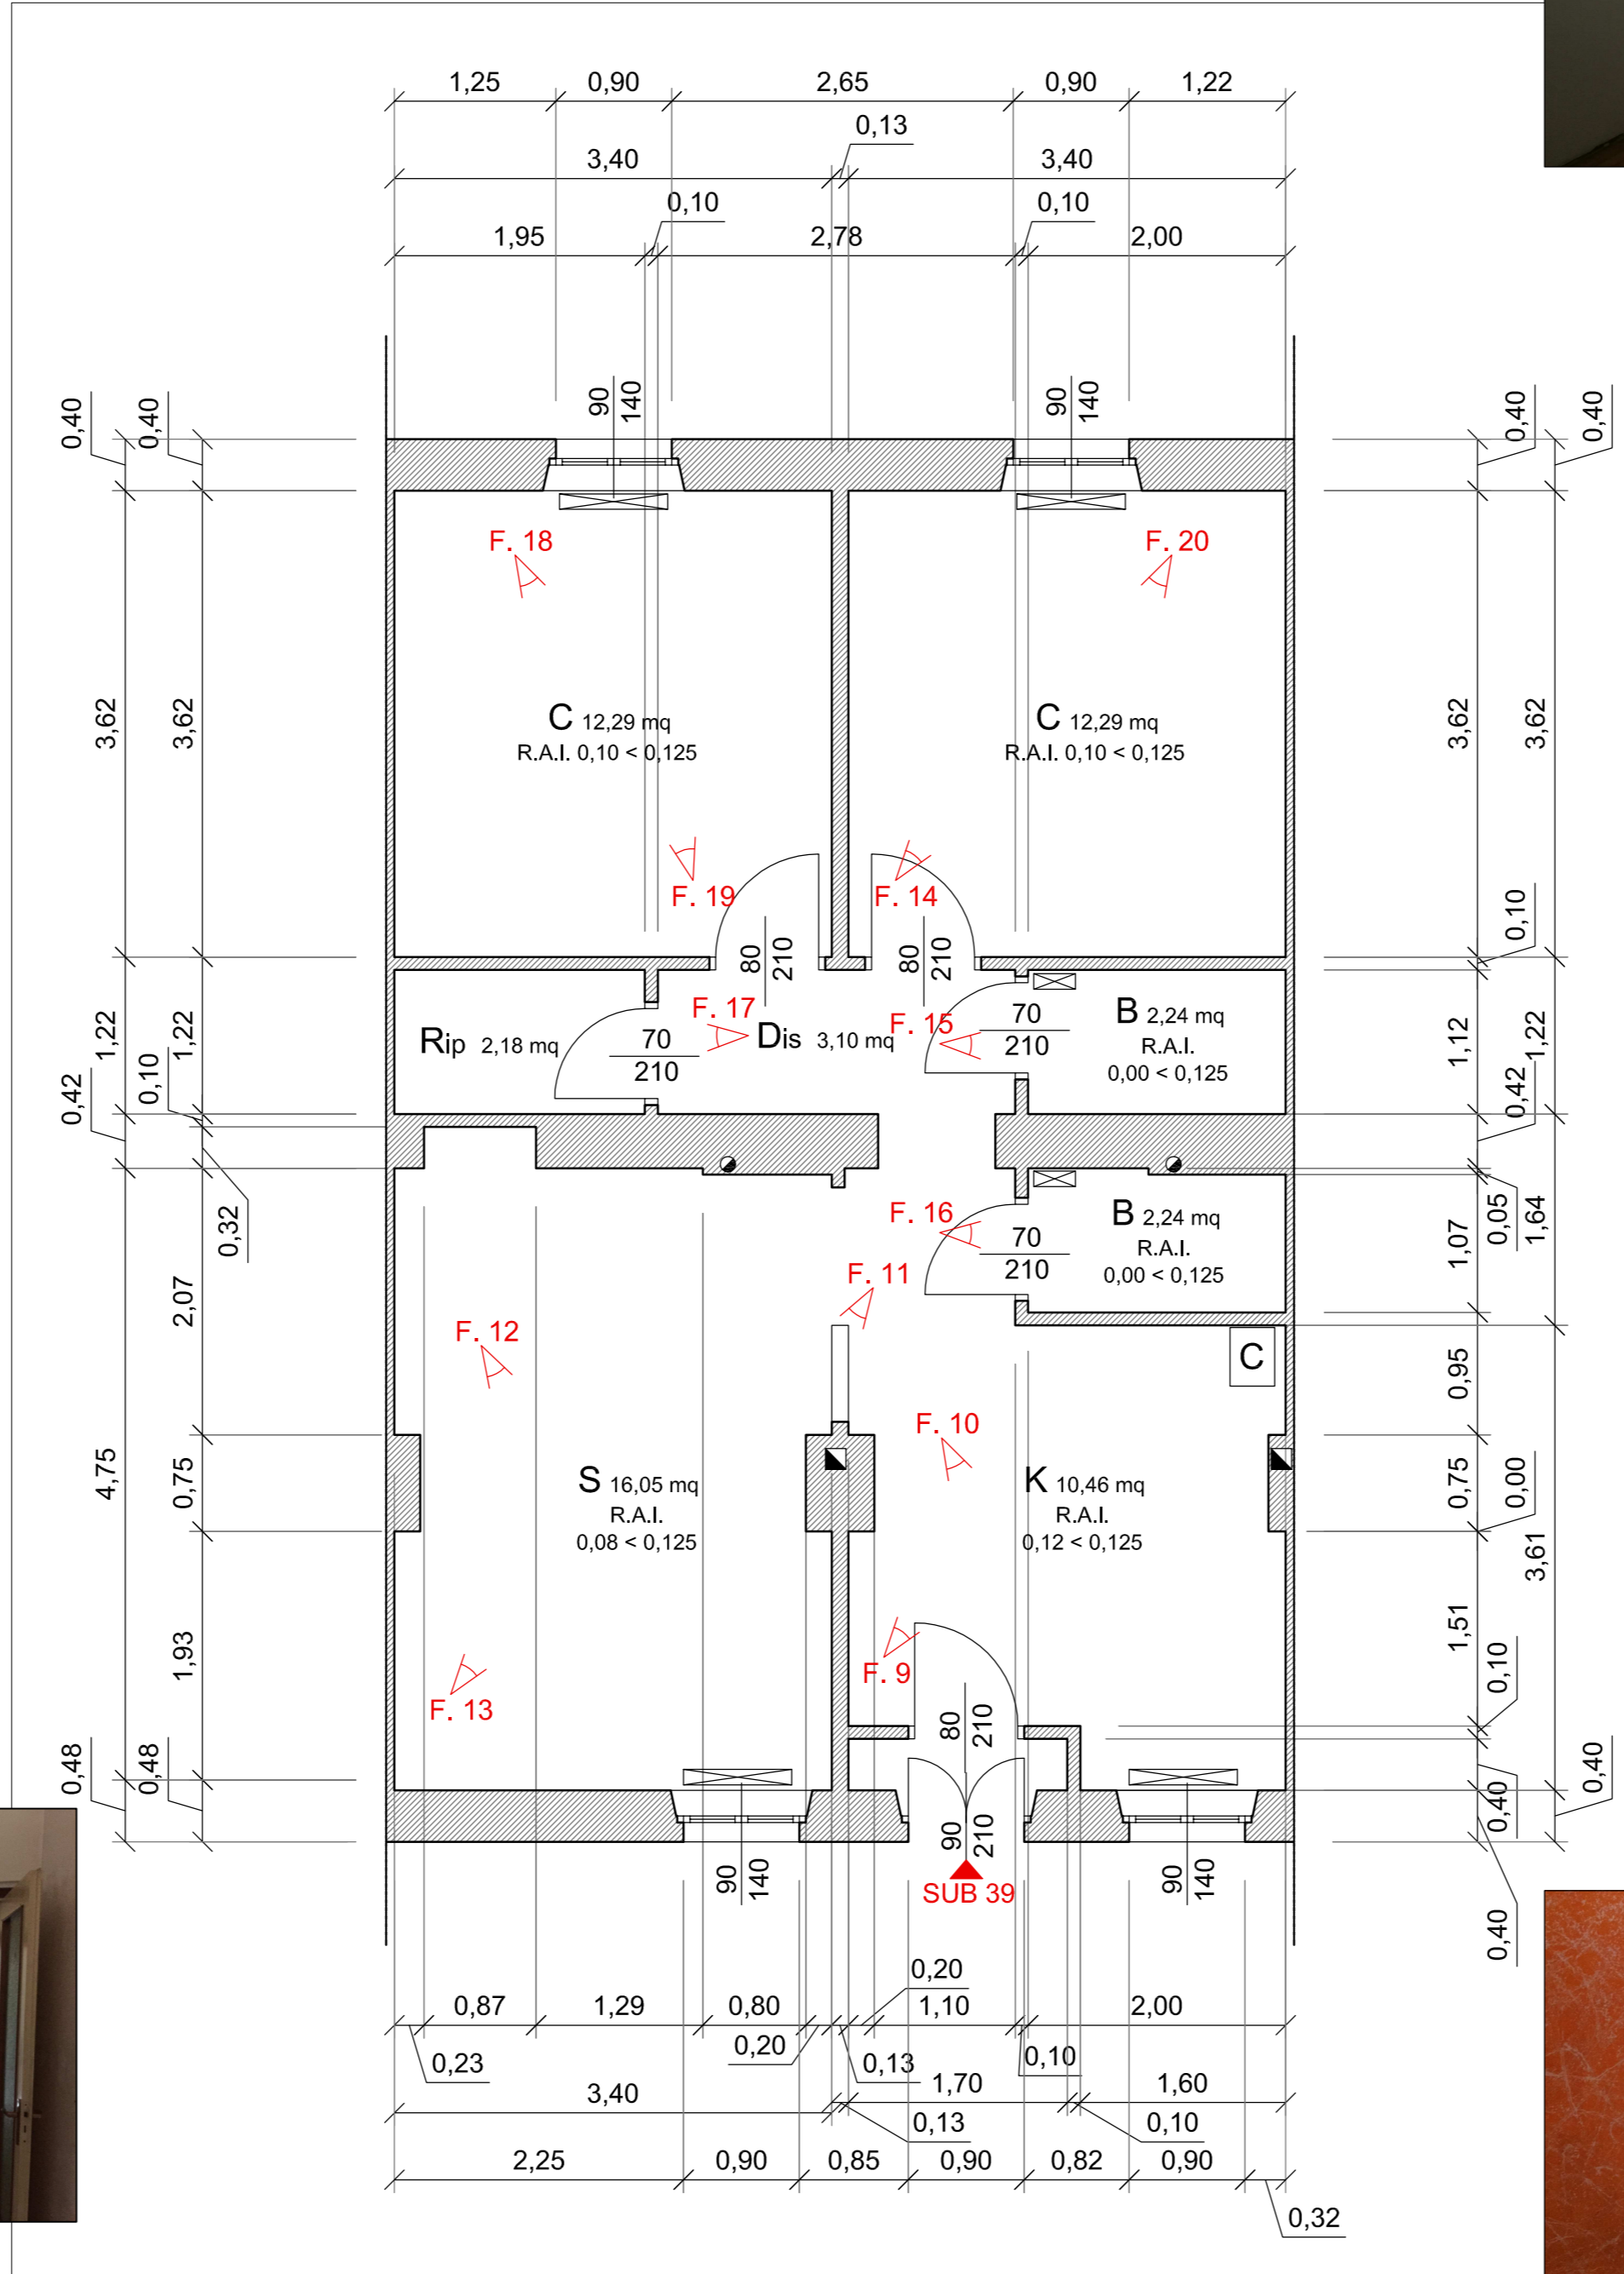 1,25 0,90 2,65 0,90 1,22
0,13
3,40 3,40
0,10 0,10
1,95 2,78 2,00
90
140
90
140
0,40 0,40 0,40 0,40
F. 18 F. 20
3,62 3,62 3,62 3,62
C 12,29 mq
R.A.I. 0,10 < 0,125
C 12,29 mq
R.A.I. 0,10 < 0,125
F. 19 F. 14
80
210
80
210
0,10
F. 17 F. 15
Rip 2,18 mq
70
210
Dis 3,10 mq
70
210
B 2,24 mq
R.A.I.
0,00 < 0,125
1,22 1,22 1,12 1,22
0,42 0,10 0,42
0,32
F. 16
70
210
B 2,24 mq
R.A.I.
0,00 < 0,125
1,07 0,05 1,64
F. 11
2,07
F. 12
C
0,95
F. 10
4,75 0,75
S 16,05 mq
R.A.I.
0,08 < 0,125
K 10,46 mq
R.A.I.
0,12 < 0,125
0,75 0,00
3,61
1,93 1,51
F. 9
F. 13
0,10
80
210
0,48 0,48 0,40 0,40
90
210
90
140
90
140
SUB 39
0,40
0,20
0,87 1,29 0,80 1,10 2,00
0,20
0,23 0,13 0,10
3,40 1,70 1,60
0,13 0,10
2,25 0,90 0,85 0,90 0,82 0,90
0,32